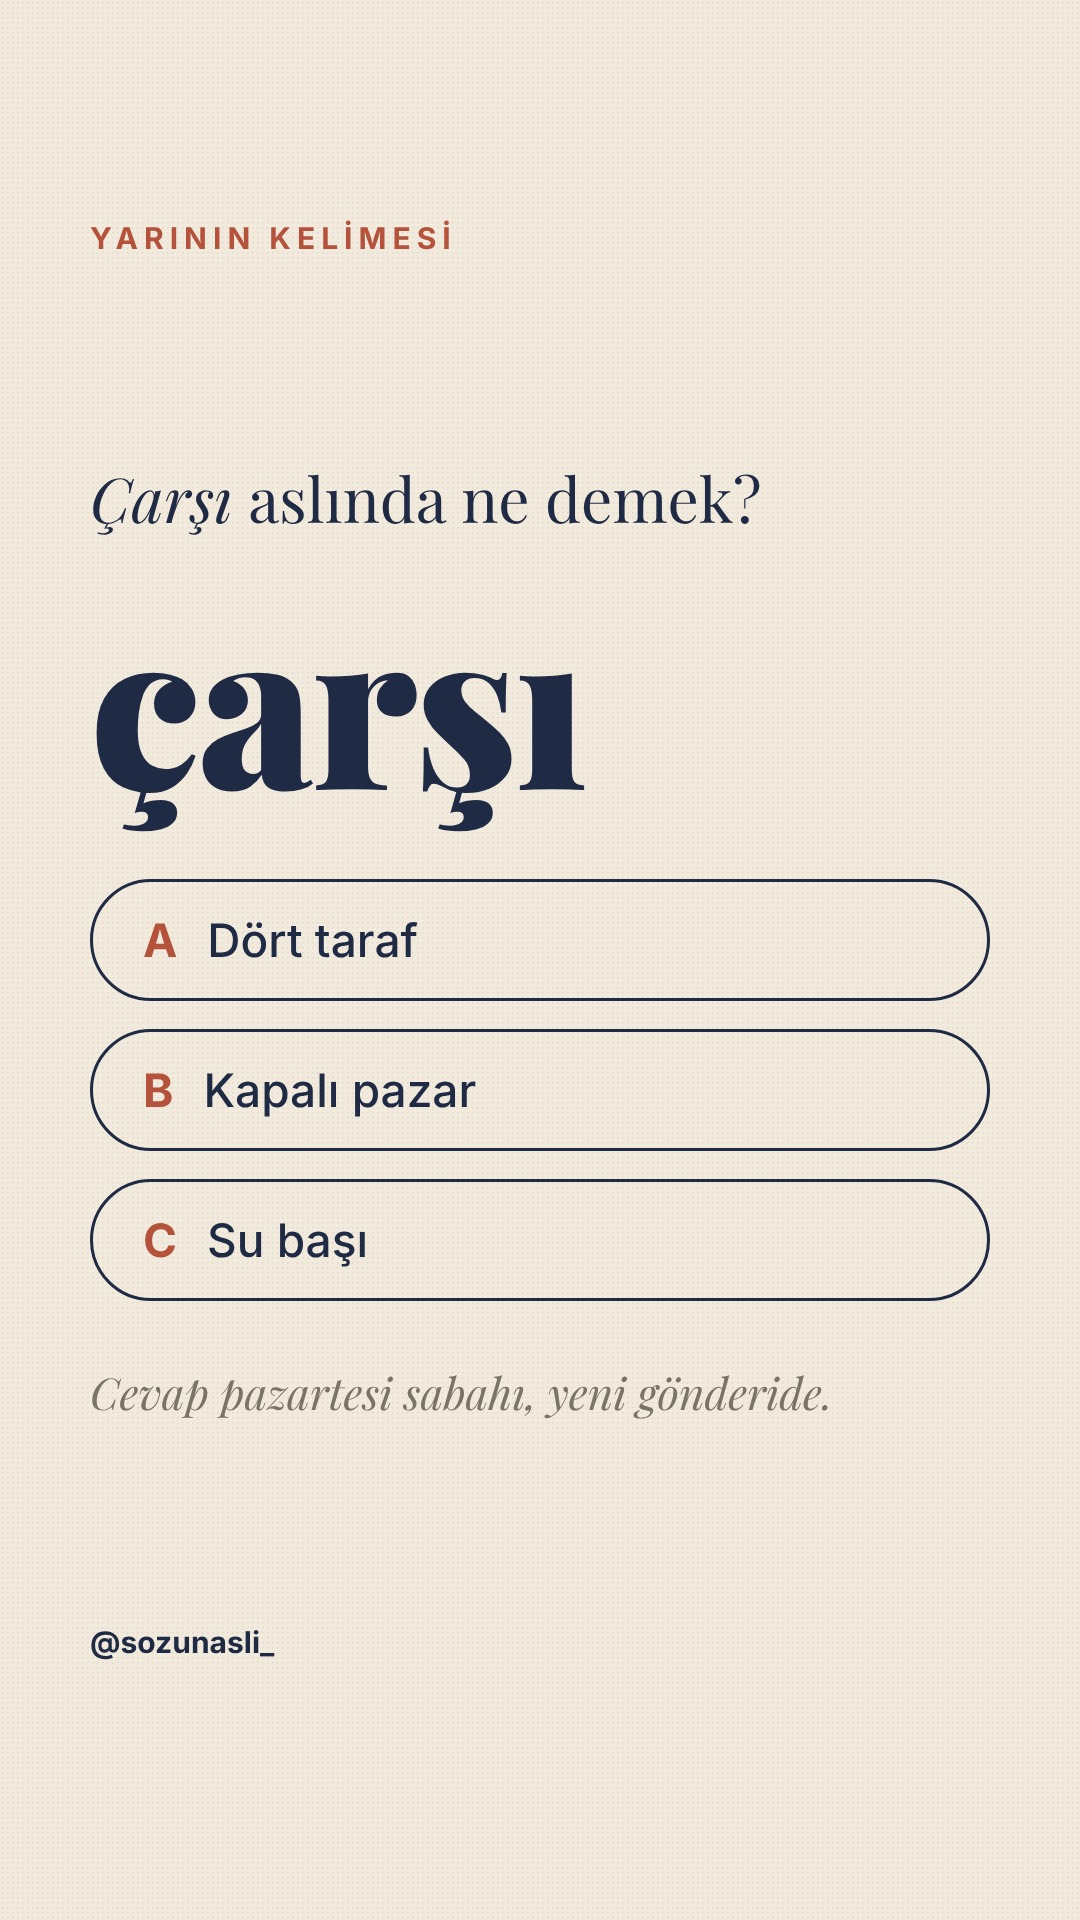 YARININ KELİMESİ
Çarşı aslında ne demek?
çarşı
A Dört taraf
B Kapalı pazar
C Su başı
Cevap pazartesi sabahı, yeni gönderide.
@sozunasli_